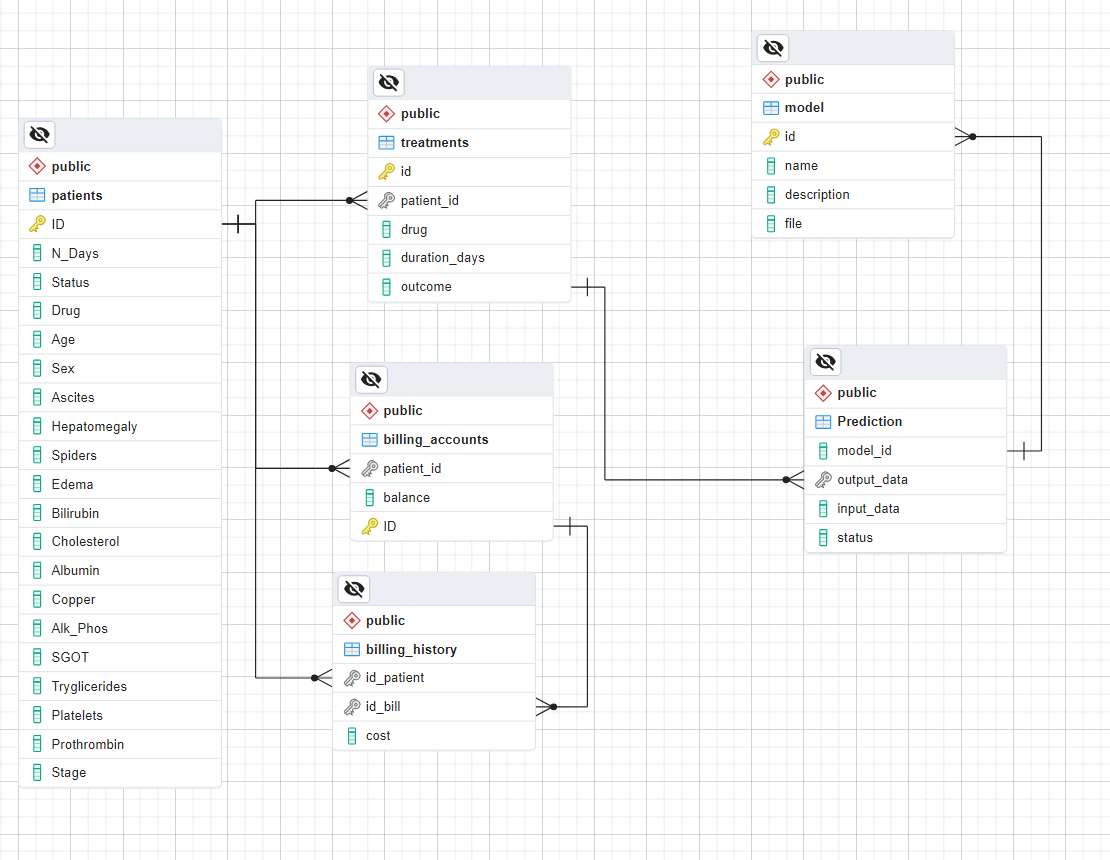 public
patients
ID
N_Days
Status
Drug
Age
Sex
Ascites
Hepatomegaly
Spiders
Edema
Bilirubin
Cholesterol
Albumin
Copper
Alk_Phos
SGOT
Tryglicerides
Platelets
Prothrombin
Stage
public
treatments
id
patient_id
drug
duration_days
outcome
public
billing_accounts
patient_id
balance
ID
public
billing_history
id_patient
id_bill
cost
public
model
id
name
description
file
public
Prediction
model_id
output_data
input_data
status